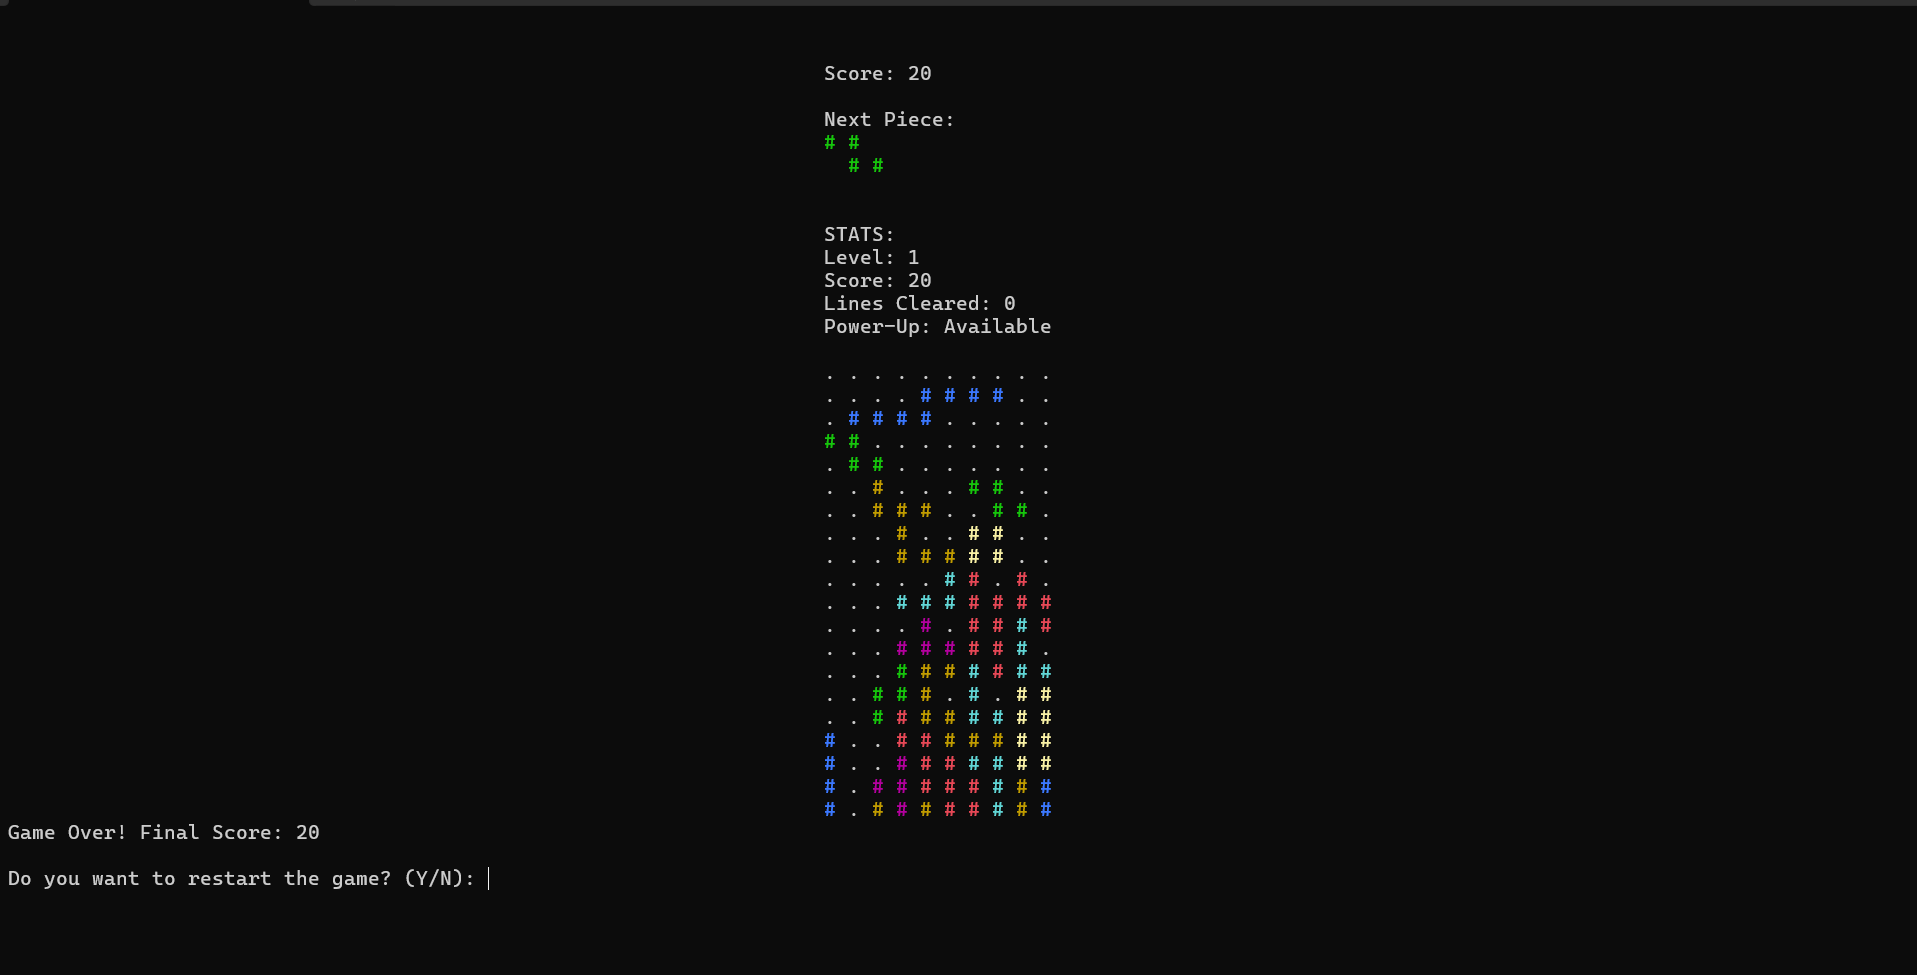 Score: 20
Next Piece:
# #
  # #
STATS:
Level: 1
Score: 20
Lines Cleared: 0
Power-Up: Available
. . . . . . . . . .
. . . . # # # # . .
. # # # # . . . . .
# # . . . . . . . .
. # # . . . . . . .
. . # . . . # # . .
. . # # # . . # # .
. . . # . . # # . .
. . . # # # # # . .
. . . . . # # . # .
. . . # # # # # # #
. . . . # . # # # #
. . . # # # # # # .
. . . # # # # # # #
. . # # # . # . # #
. . # # # # # # # #
# . . # # # # # # #
# . . # # # # # # #
# . # # # # # # # #
# . # # # # # # # #
Game Over! Final Score: 20
Do you want to restart the game? (Y/N):